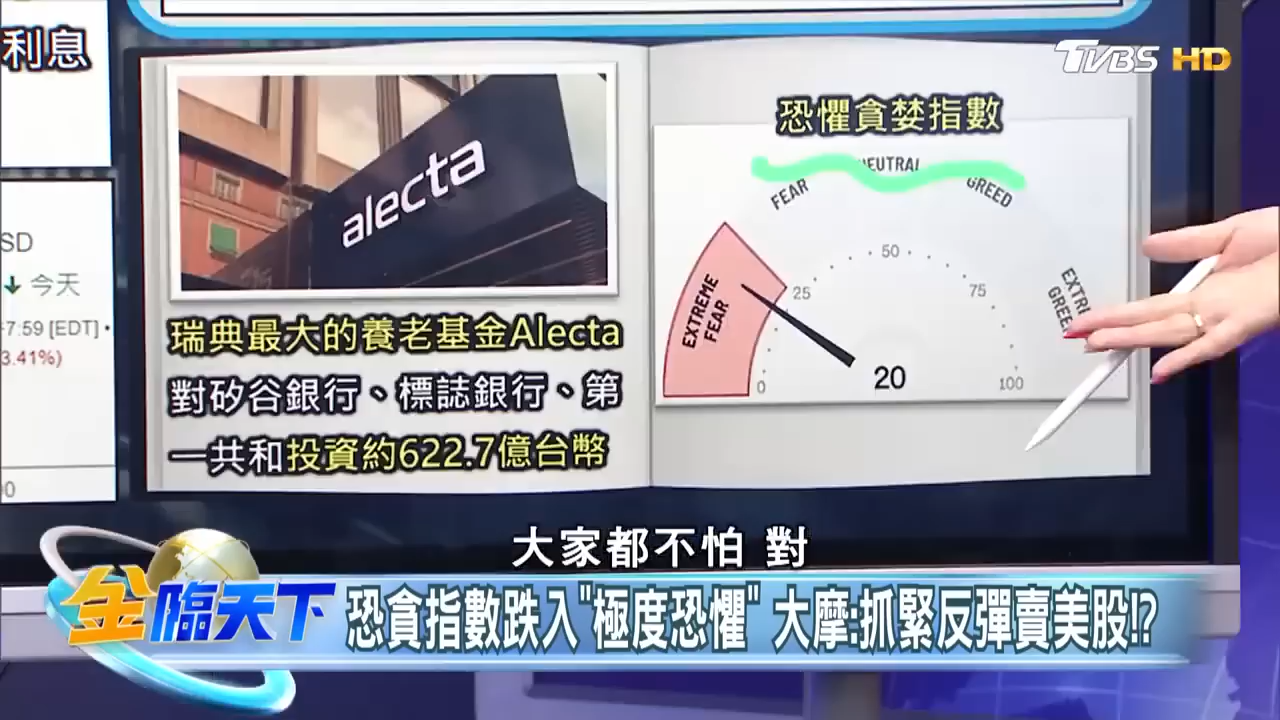 利息
TVBS HD
alecta
恐懼貪婪指數
NEUTRAL
FEAR
GREED
EXTREME
FEAR
50
25
75
0
100
20
SD
↓ 今天
7:59 [EDT] •
3.41%)
瑞典最大的養老基金Alecta
對矽谷銀行、標誌銀行、第
一共和投資約622.7億台幣
大家都不怕 對
金臨天下
恐貪指數跌入"極度恐懼" 大摩:抓緊反彈賣美股!?